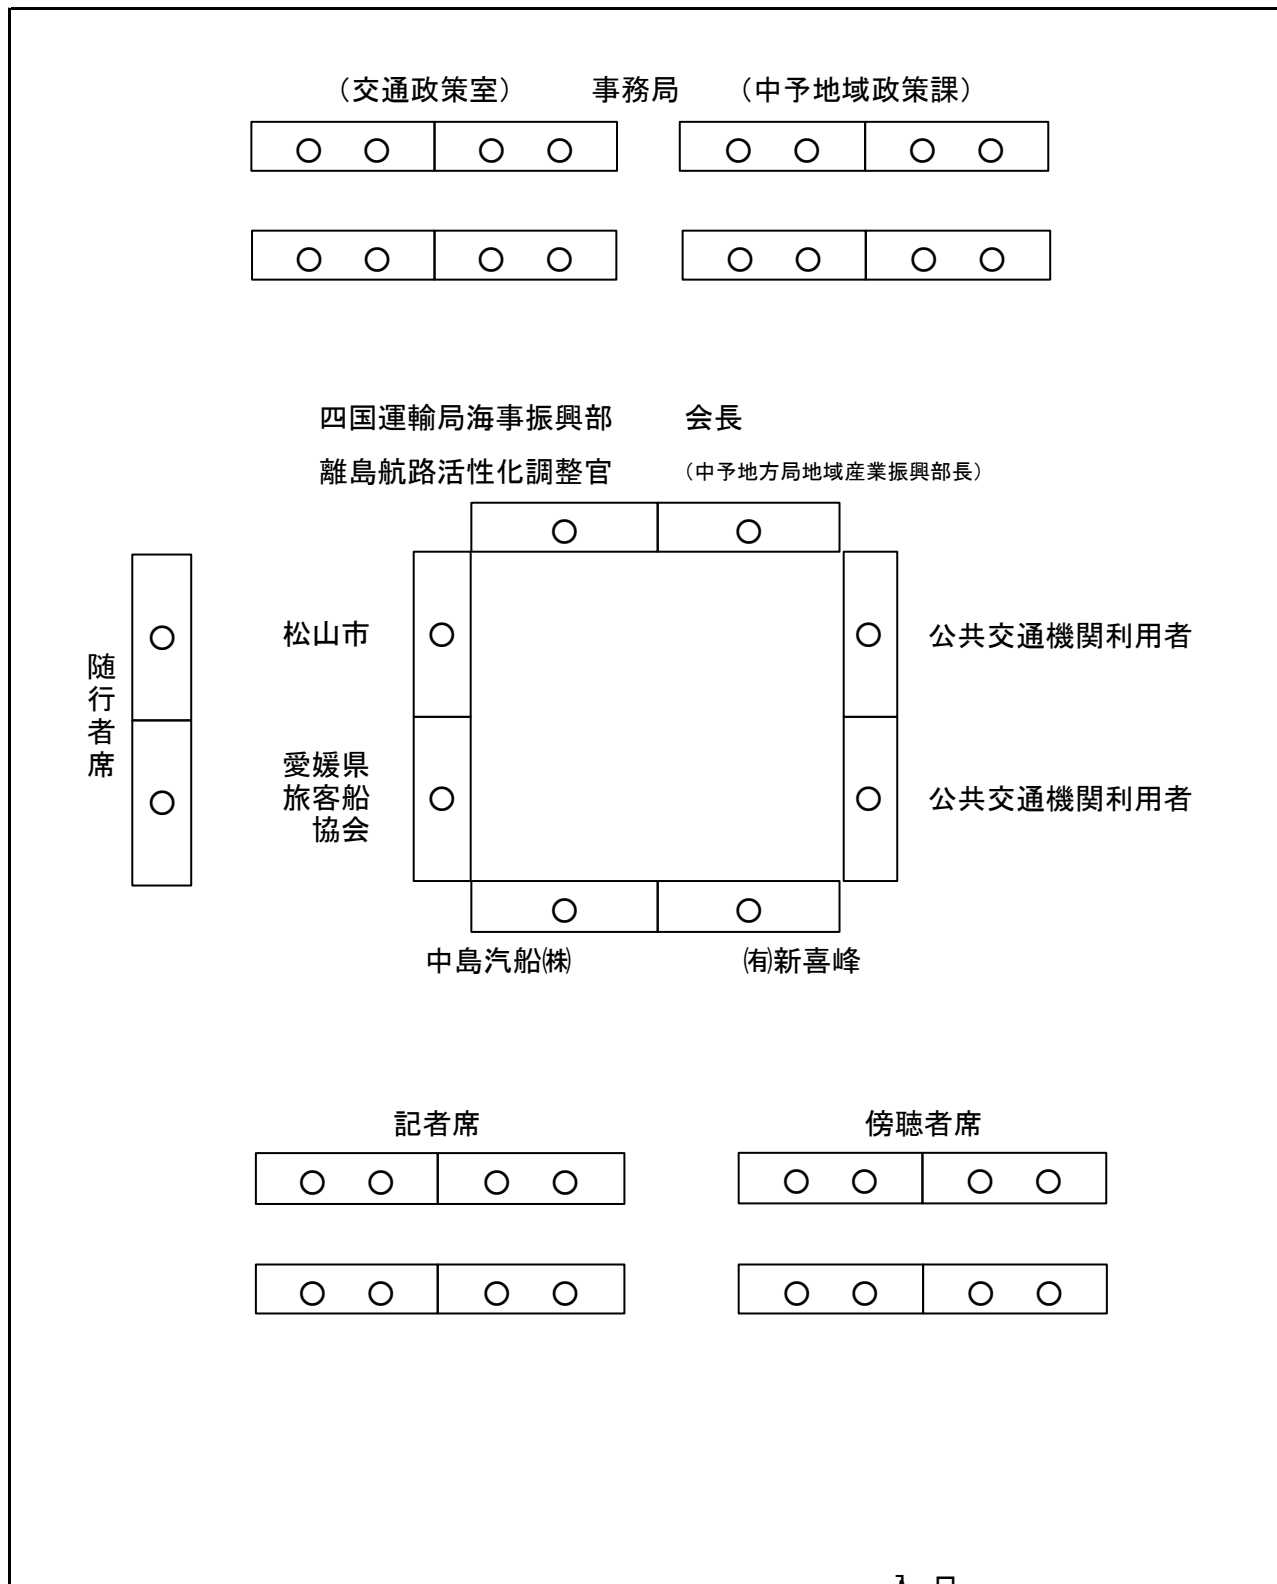 （交通政策室） 事務局 （中予地域政策課）
四国運輸局海事振興部 会長
離島航路活性化調整官 （中予地方局地域産業振興部長）
松山市
公共交通機関利用者
随行者席
愛媛県
旅客船
協会
公共交通機関利用者
中島汽船㈱ ㈲新喜峰
記者席 傍聴者席